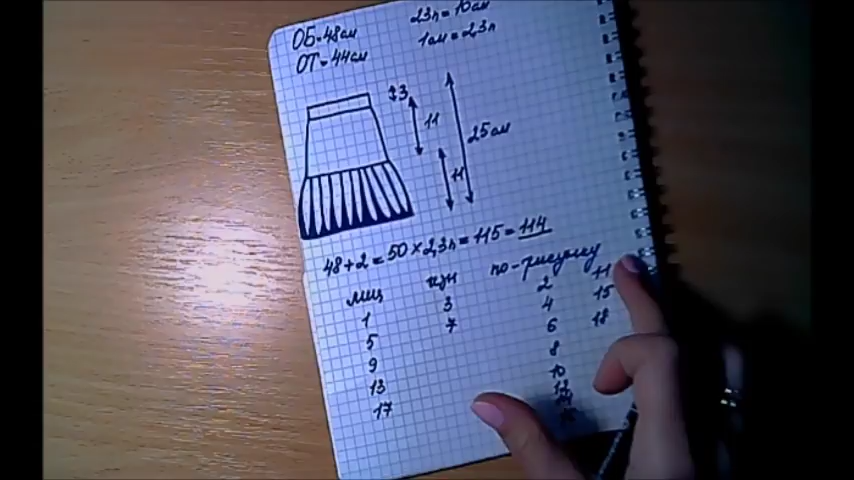 ОБ-48см
ОТ-44см
23п=10см
1см=2,3п
3
11
25см
11
48+2=50×2,3п=115=114
лиц изн по-рисунку
1 3 2 11
5 7 4 15
9 6 18
13 8
17 10
12